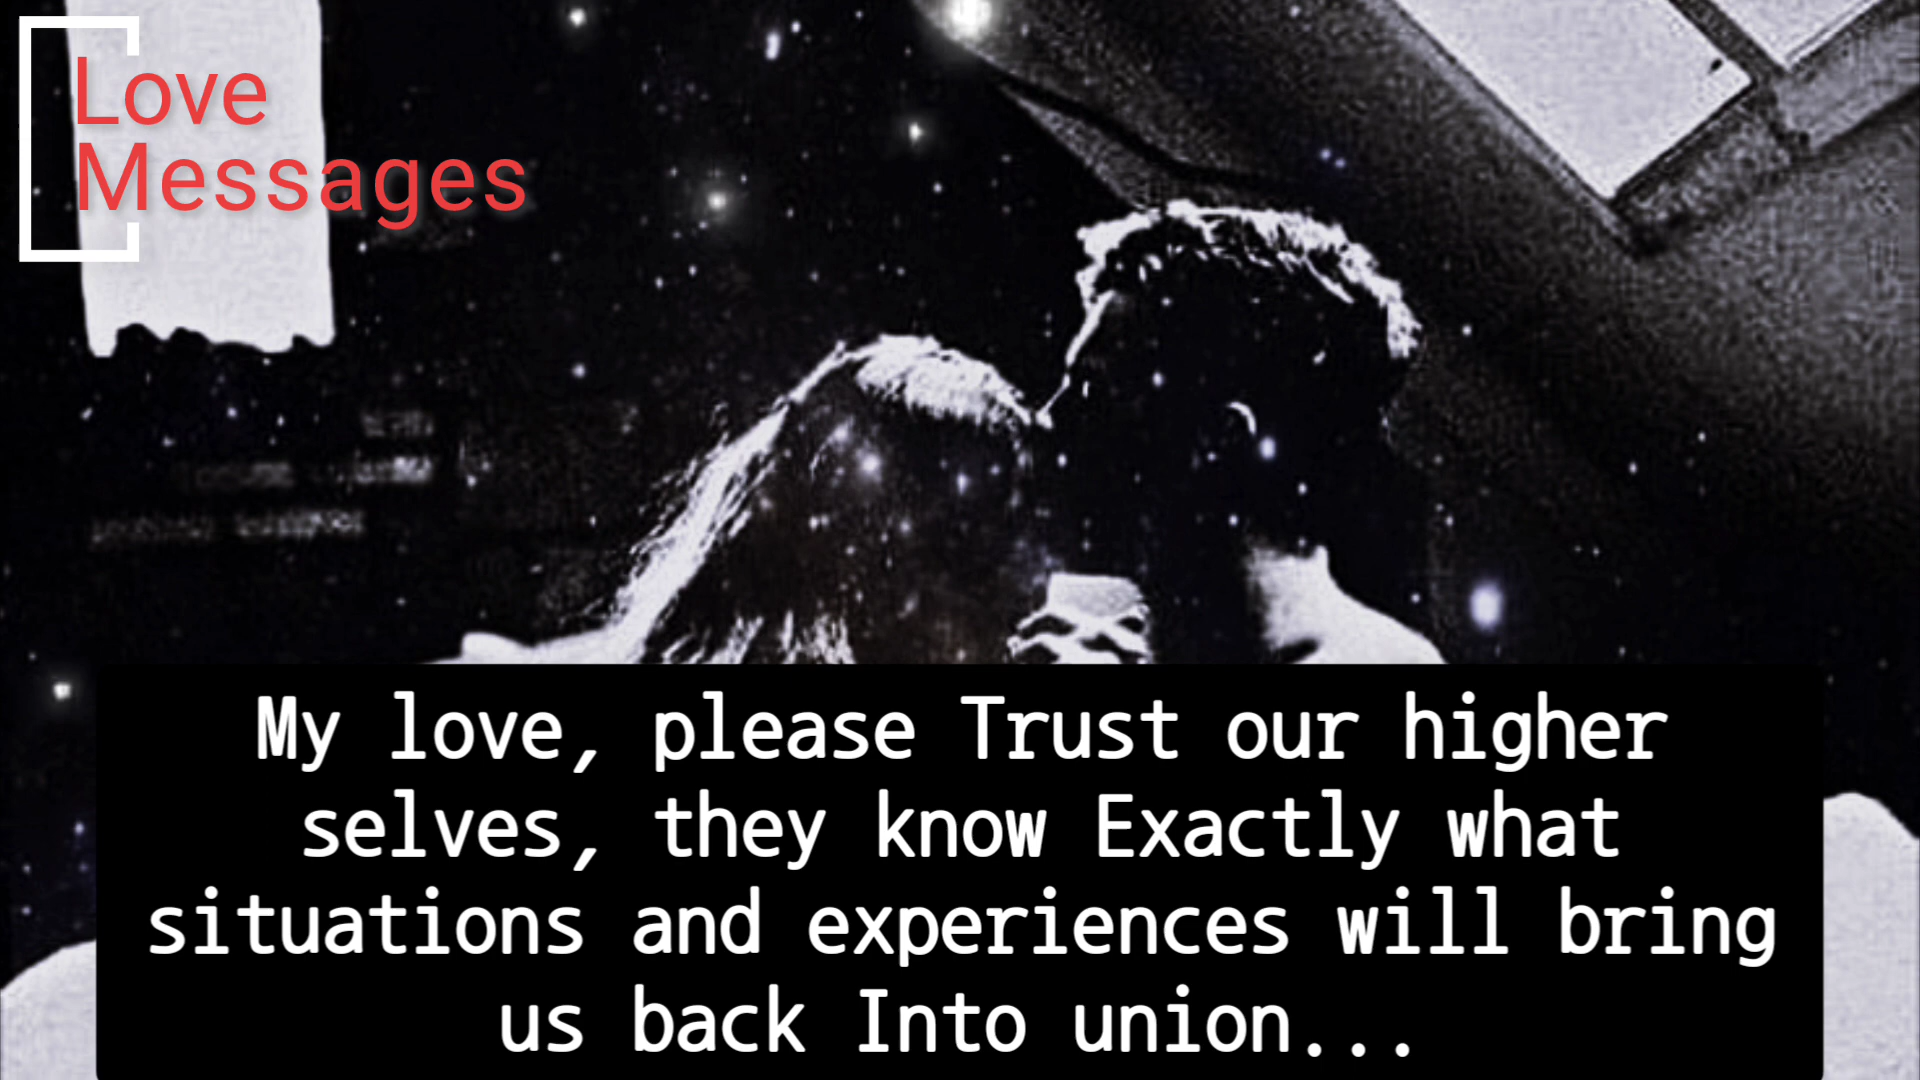 Love
Messages
My love, please Trust our higher
selves, they know Exactly what
situations and experiences will bring
us back Into union...